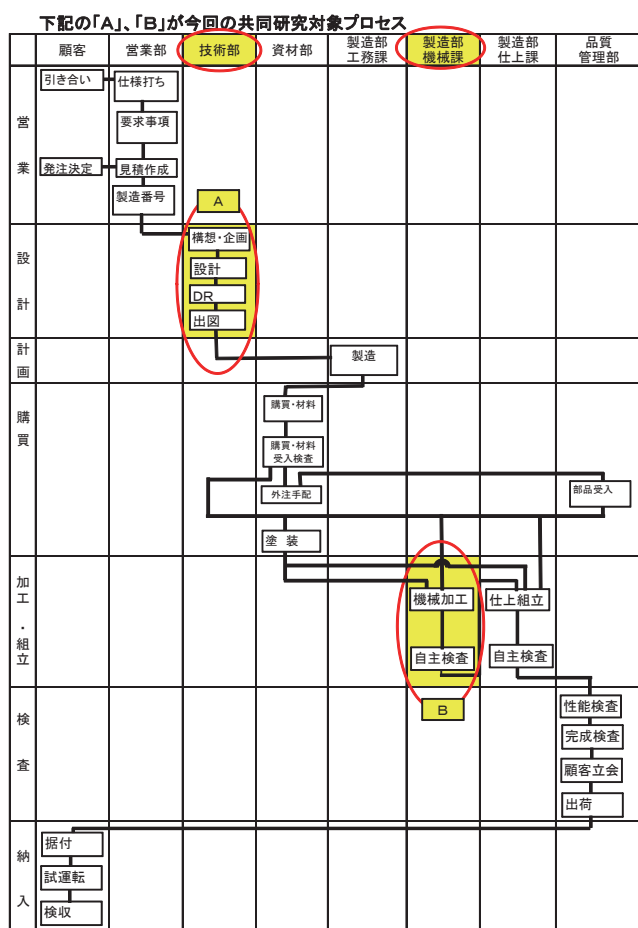 下記の「A」、「B」が今回の共同研究対象プロセス
顧客
営業部
技術部
資材部
製造部
工務課
製造部
機械課
製造部
仕上課
品質
管理部
営
業
引き合い
仕様打ち
要求事項
発注決定
見積作成
製造番号
A
設
計
構想・企画
設計
DR
出図
計
画
製造
購
買
購買・材料
購買・材料
受入検査
外注手配
部品受入
塗 装
加
工
・
組
立
機械加工
仕上組立
自主検査
自主検査
B
検
査
性能検査
完成検査
顧客立会
出荷
納
入
据付
試運転
検収